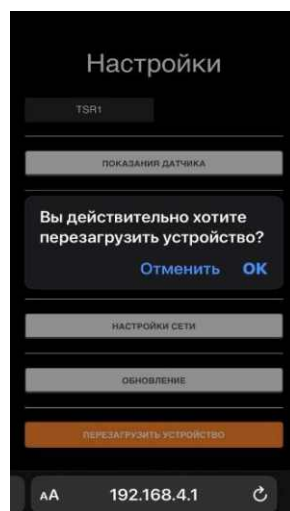 Настройки
TSR1
ПОКАЗАНИЯ ДАТЧИКА
Вы действительно хотите
перезагрузить устройство?
Отменить OK
НАСТРОЙКИ СЕТИ
ОБНОВЛЕНИЕ
ПЕРЕЗАГРУЗИТЬ УСТРОЙСТВО
AA 192.168.4.1